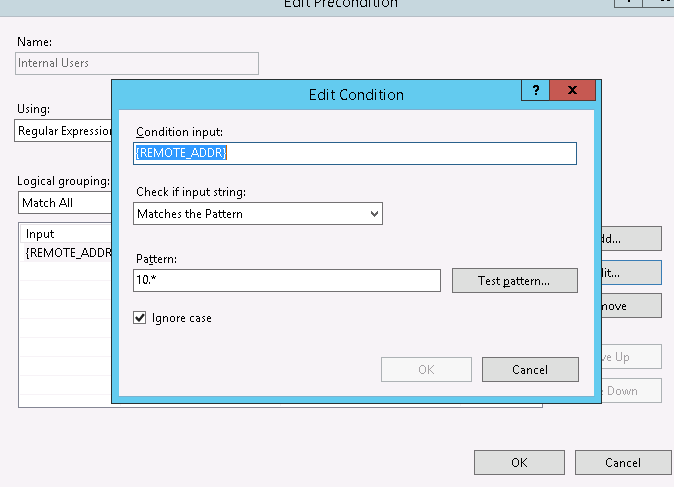 Edit Precondition
Name:
Internal Users
Edit Condition
?
x
Using:
Regular Expression
Condition input:
{REMOTE_ADDR}
Logical grouping:
Match All
Check if input string:
Matches the Pattern
Input
{REMOTE_ADDR
Pattern:
10.*
Test pattern...
Ignore case
OK
Cancel
dd...
dit...
move
ve Up
Down
OK
Cancel